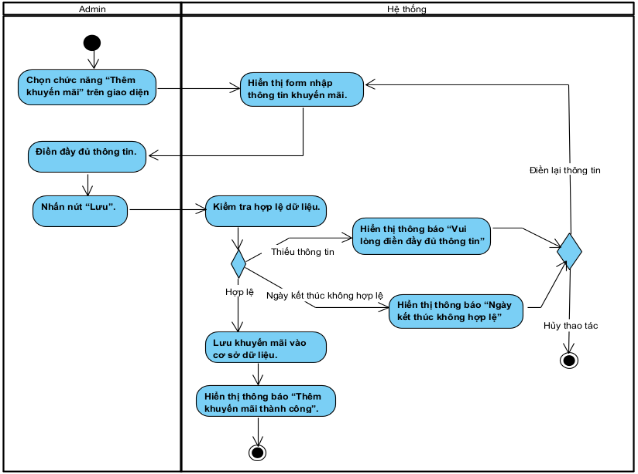 Admin
Hệ thống
Chọn chức năng “Thêm
khuyến mãi” trên giao diện
Hiển thị form nhập
thông tin khuyến mãi.
Điền đầy đủ thông tin.
Điền lại thông tin
Nhấn nút “Lưu”.
Kiểm tra hợp lệ dữ liệu.
Hiển thị thông báo “Vui
lòng điền đầy đủ thông tin”
Thiếu thông tin
Hợp lệ
Ngày kết thúc không hợp lệ
Hiển thị thông báo “Ngày
kết thúc không hợp lệ”
Hủy thao tác
Lưu khuyến mãi vào
cơ sở dữ liệu.
Hiển thị thông báo “Thêm
khuyến mãi thành công”.